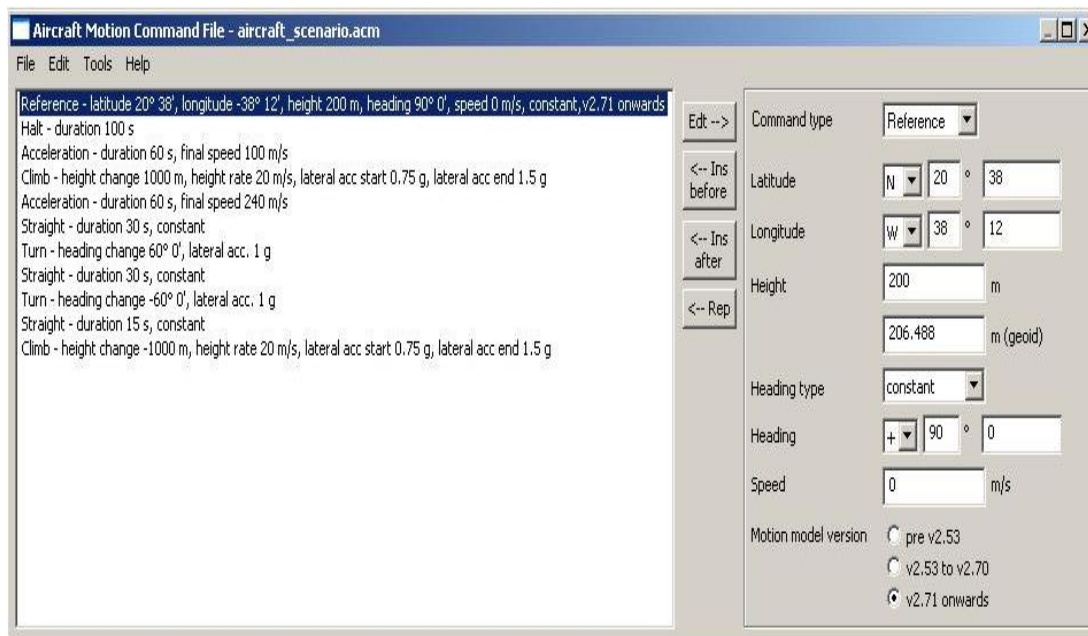 Aircraft Motion Command File - aircraft_scenario.acm
File Edit Tools Help
Reference - latitude 20º 38', longitude -38º 12', height 200 m, heading 90º 0', speed 0 m/s, constant,v2.71 onwards
Halt - duration 100 s
Acceleration - duration 60 s, final speed 100 m/s
Climb - height change 1000 m, height rate 20 m/s, lateral acc start 0.75 g, lateral acc end 1.5 g
Acceleration - duration 60 s, final speed 240 m/s
Straight - duration 30 s, constant
Turn - heading change 60º 0', lateral acc. 1 g
Straight - duration 30 s, constant
Turn - heading change -60º 0', lateral acc. 1 g
Straight - duration 15 s, constant
Climb - height change -1000 m, height rate 20 m/s, lateral acc start 0.75 g, lateral acc end 1.5 g
Edt -->
<-- Ins
before
<-- Ins
after
<-- Rep
Command type Reference
Latitude N 20 º 38
Longitude W 38 º 12
Height 200 m
206.488 m (geoid)
Heading type constant
Heading + 90 º 0
Speed 0 m/s
Motion model version pre v2.53
v2.53 to v2.70
v2.71 onwards